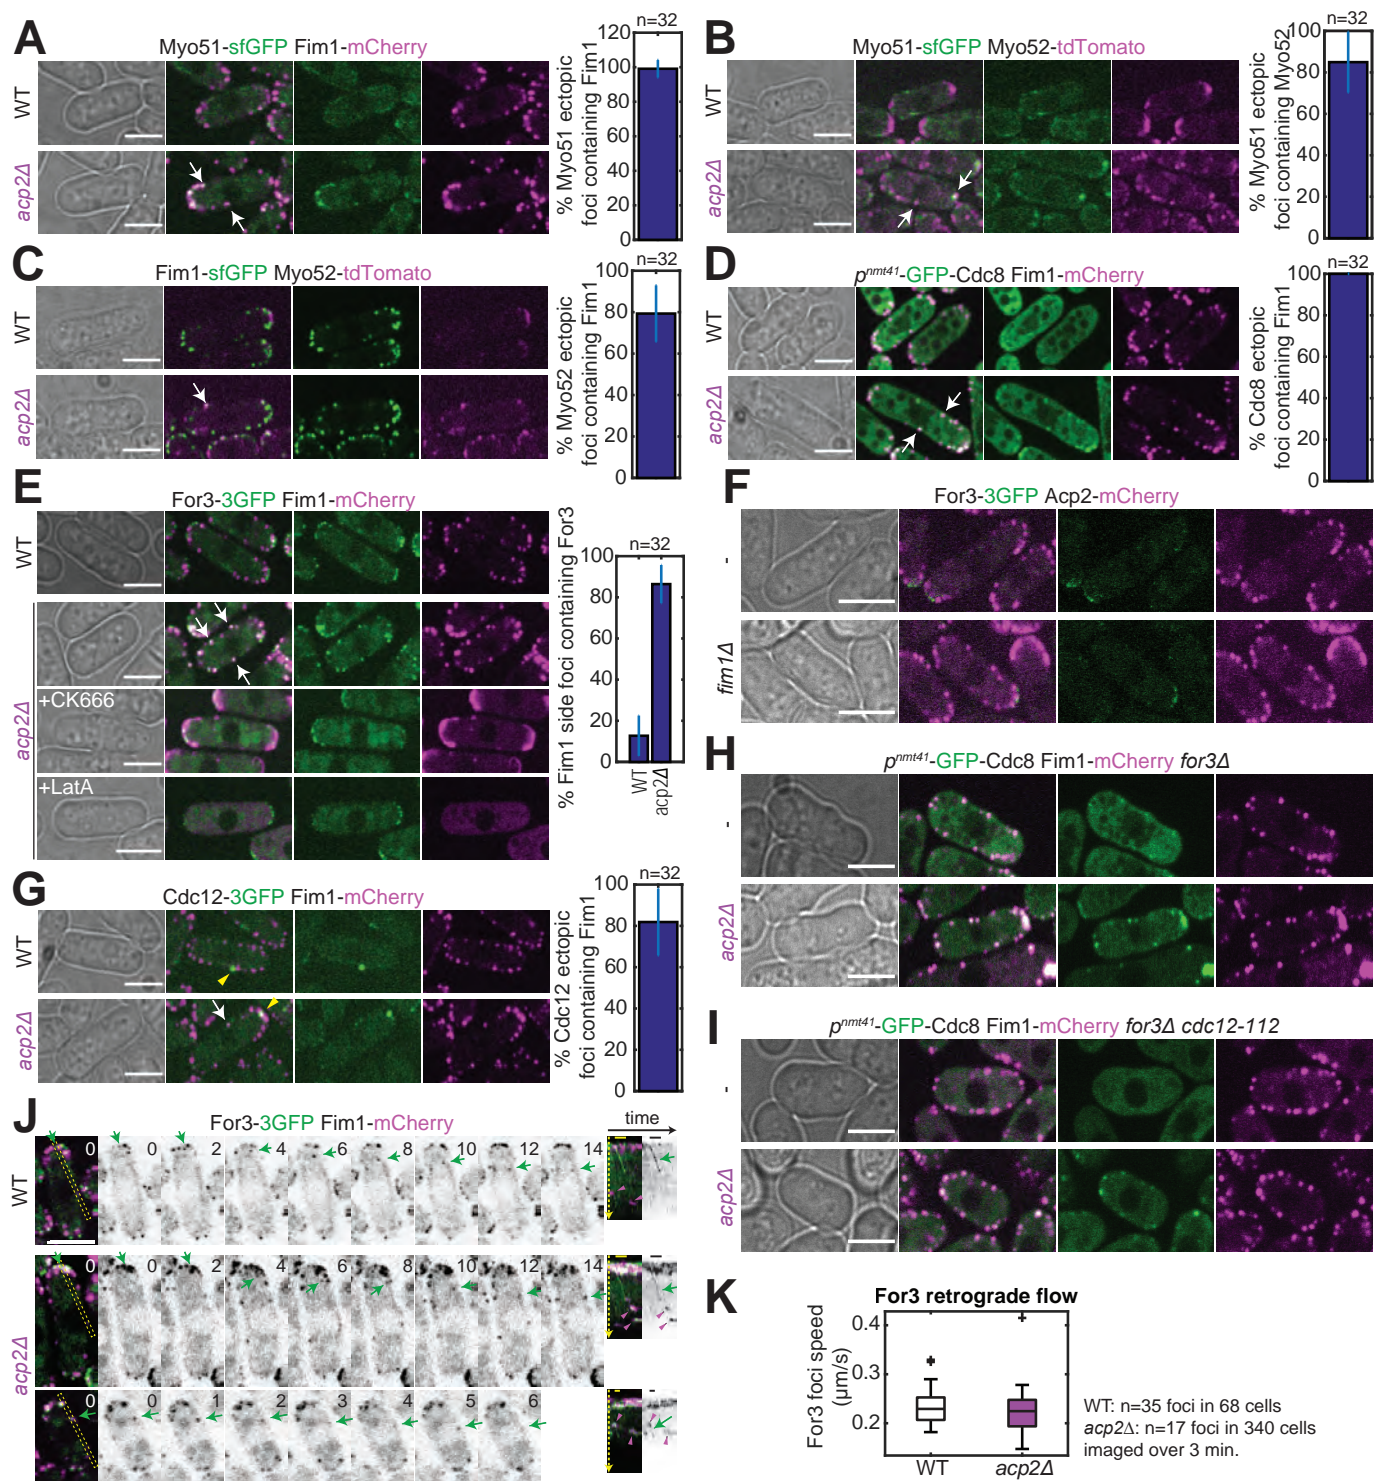 A
Myo51-sfGFP Fim1-mCherry
WT
acp2Δ
n=32
% Myo51 ectopic
foci containing Fim1
120
100
80
60
40
20
0
B
Myo51-sfGFP Myo52-tdTomato
WT
acp2Δ
n=32
% Myo51 ectopic
foci containing Myo52
100
80
60
40
20
0
C
Fim1-sfGFP Myo52-tdTomato
WT
acp2Δ
n=32
% Myo52 ectopic
foci containing Fim1
100
80
60
40
20
0
D
pnmt41-GFP-Cdc8 Fim1-mCherry
WT
acp2Δ
n=32
% Cdc8 ectopic
foci containing Fim1
100
80
60
40
20
0
E
For3-3GFP Fim1-mCherry
WT
acp2Δ
+CK666
+LatA
n=32
% Fim1 side foci containing For3
100
80
60
40
20
0
WT
acp2Δ
F
For3-3GFP Acp2-mCherry
-
fim1Δ
G
Cdc12-3GFP Fim1-mCherry
WT
acp2Δ
n=32
% Cdc12 ectopic
foci containing Fim1
100
80
60
40
20
0
H
pnmt41-GFP-Cdc8 Fim1-mCherry for3Δ
-
acp2Δ
I
pnmt41-GFP-Cdc8 Fim1-mCherry for3Δ cdc12-112
-
acp2Δ
J
For3-3GFP Fim1-mCherry
time
WT
0 0 2 4 6 8 10 12 14
acp2Δ
0 0 2 4 6 8 10 12 14
0 0 1 2 3 4 5 6
K
For3 retrograde flow
For3 foci speed
(μm/s)
0.4
0.3
0.2
WT
acp2Δ
WT: n=35 foci in 68 cells
acp2Δ: n=17 foci in 340 cells
imaged over 3 min.